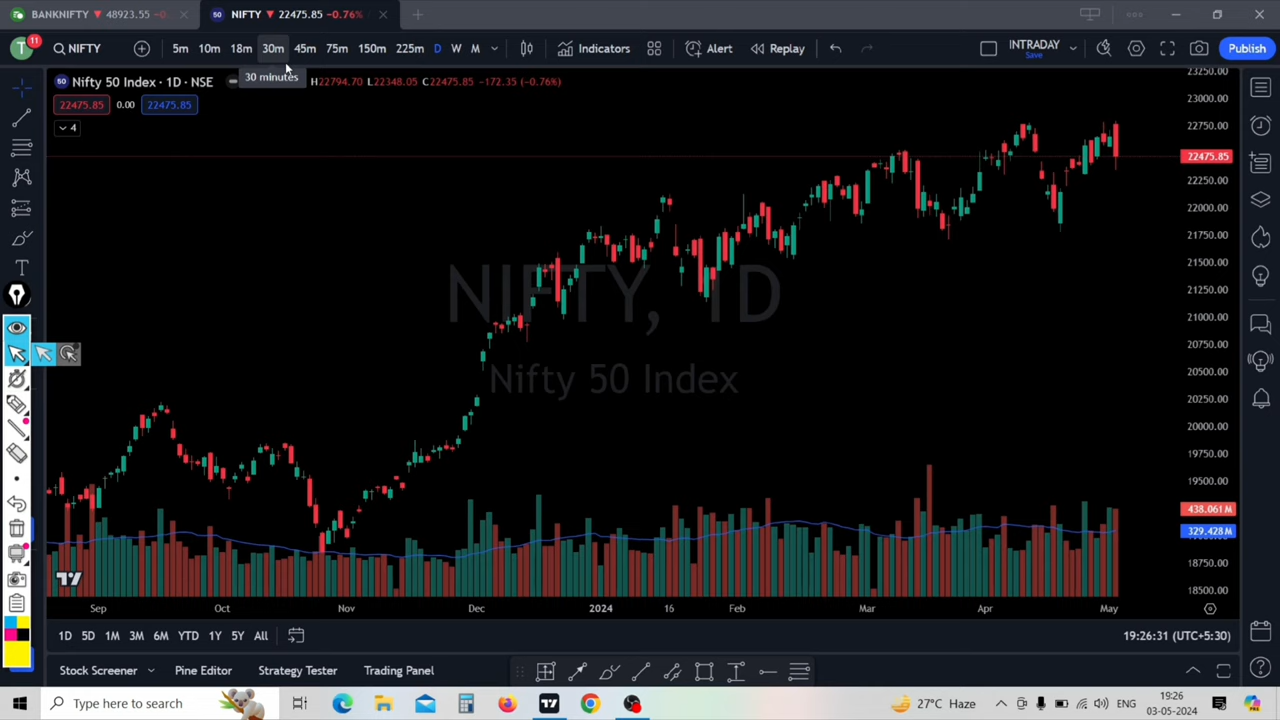 BANKNIFTY ▼ 48923.55 −0.
NIFTY ▼ 22475.85 −0.76%
T 11 NIFTY 5m 10m 18m 30m 45m 75m 150m 225m D W M Indicators Alert Replay INTRADAY Save Publish
30 minutes
50 Nifty 50 Index · 1D · NSE H22794.70 L22348.05 C22475.85 −172.35 (−0.76%)
22475.85 0.00 22475.85
4
NIFTY, 1D
Nifty 50 Index
23250.00
23000.00
22750.00
22475.85
22250.00
22000.00
21750.00
21500.00
21250.00
21000.00
20750.00
20500.00
20250.00
20000.00
19750.00
19500.00
438.061M
329.428M
18750.00
18500.00
Sep Oct Nov Dec 2024 16 Feb Mar Apr May
1D 5D 1M 3M 6M YTD 1Y 5Y All 19:26:31 (UTC+5:30)
Stock Screener Pine Editor Strategy Tester Trading Panel
Type here to search 27°C Haze ENG 19:26
03-05-2024